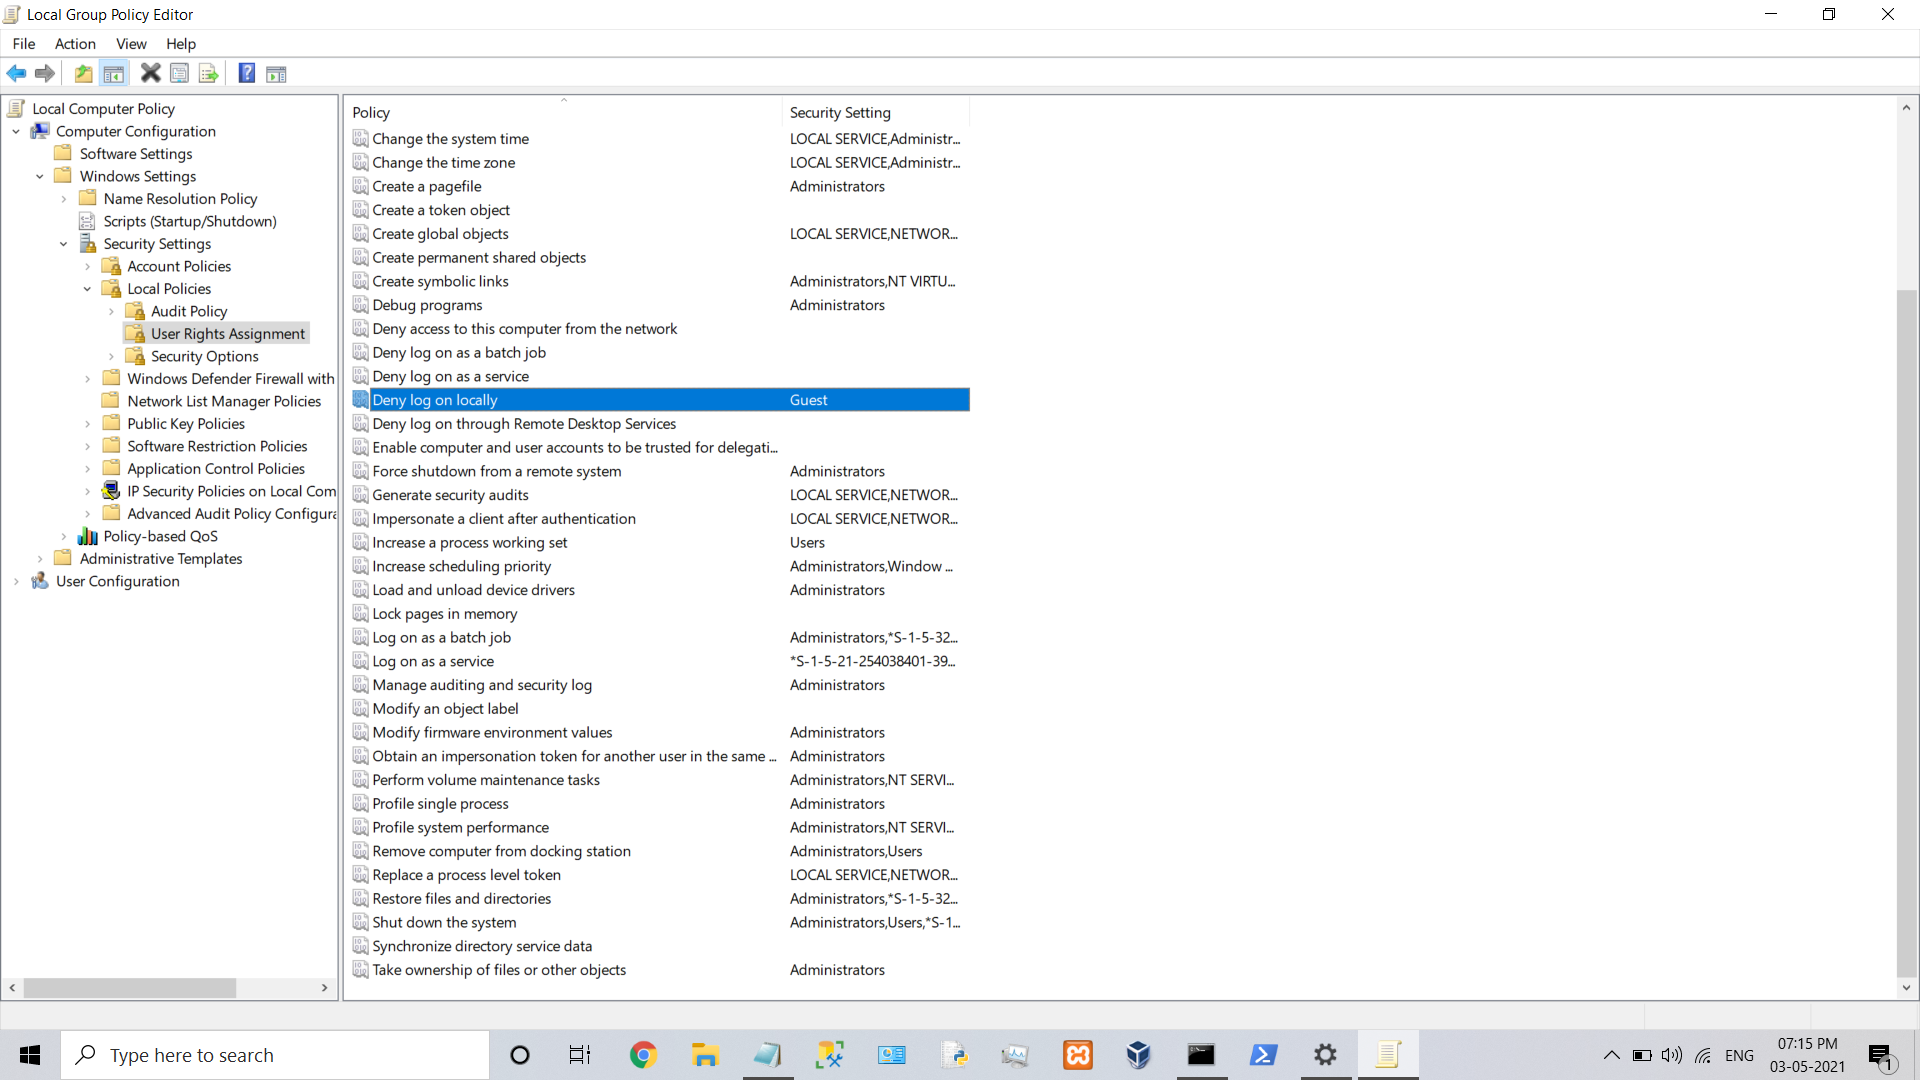 Local Group Policy Editor
File Action View Help
Local Computer Policy
Computer Configuration
Software Settings
Windows Settings
Name Resolution Policy
Scripts (Startup/Shutdown)
Security Settings
Account Policies
Local Policies
Audit Policy
User Rights Assignment
Security Options
Windows Defender Firewall with
Network List Manager Policies
Public Key Policies
Software Restriction Policies
Application Control Policies
IP Security Policies on Local Com
Advanced Audit Policy Configura
Policy-based QoS
Administrative Templates
User Configuration
Policy Security Setting
Change the system time LOCAL SERVICE,Administr...
Change the time zone LOCAL SERVICE,Administr...
Create a pagefile Administrators
Create a token object
Create global objects LOCAL SERVICE,NETWOR...
Create permanent shared objects
Create symbolic links Administrators,NT VIRTU...
Debug programs Administrators
Deny access to this computer from the network
Deny log on as a batch job
Deny log on as a service
Deny log on locally Guest
Deny log on through Remote Desktop Services
Enable computer and user accounts to be trusted for delegati...
Force shutdown from a remote system Administrators
Generate security audits LOCAL SERVICE,NETWOR...
Impersonate a client after authentication LOCAL SERVICE,NETWOR...
Increase a process working set Users
Increase scheduling priority Administrators,Window ...
Load and unload device drivers Administrators
Lock pages in memory
Log on as a batch job Administrators,*S-1-5-32...
Log on as a service *S-1-5-21-254038401-39...
Manage auditing and security log Administrators
Modify an object label
Modify firmware environment values Administrators
Obtain an impersonation token for another user in the same ... Administrators
Perform volume maintenance tasks Administrators,NT SERVI...
Profile single process Administrators
Profile system performance Administrators,NT SERVI...
Remove computer from docking station Administrators,Users
Replace a process level token LOCAL SERVICE,NETWOR...
Restore files and directories Administrators,*S-1-5-32...
Shut down the system Administrators,Users,*S-1...
Synchronize directory service data
Take ownership of files or other objects Administrators
Type here to search
ENG
07:15 PM
03-05-2021
1